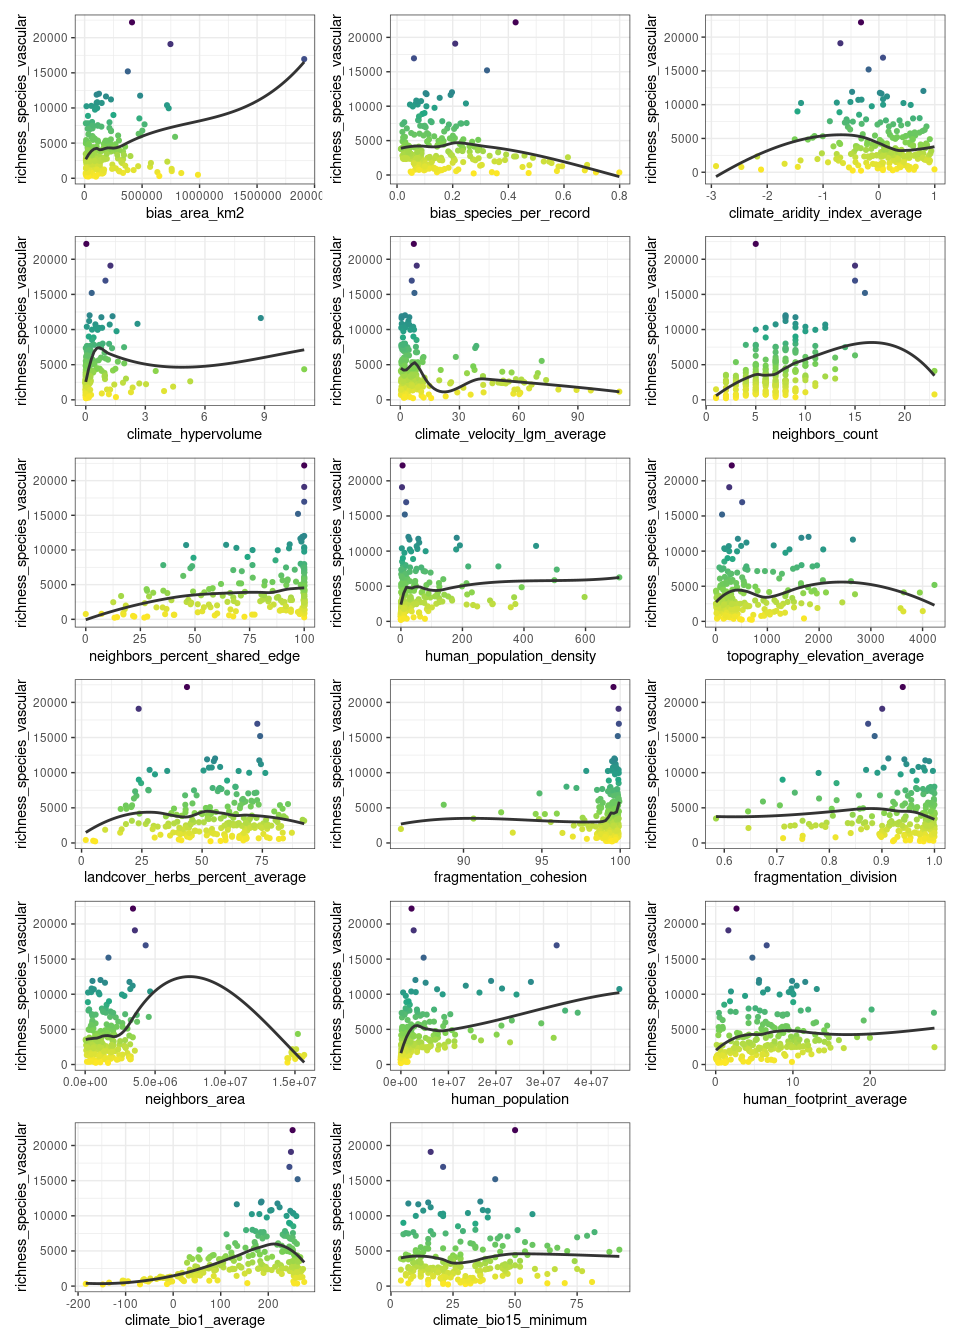 richness_species_vascular
20000
15000
10000
5000
0
0 500000 1000000 1500000 20000
bias_area_km2
richness_species_vascular
20000
15000
10000
5000
0
0.0 0.2 0.4 0.6 0.8
bias_species_per_record
richness_species_vascular
20000
15000
10000
5000
0
-3 -2 -1 0 1
climate_aridity_index_average
richness_species_vascular
20000
15000
10000
5000
0
0 3 6 9
climate_hypervolume
richness_species_vascular
20000
15000
10000
5000
0
0 30 60 90
climate_velocity_lgm_average
richness_species_vascular
20000
15000
10000
5000
0
0 5 10 15 20
neighbors_count
richness_species_vascular
20000
15000
10000
5000
0
0 25 50 75 100
neighbors_percent_shared_edge
richness_species_vascular
20000
15000
10000
5000
0
0 200 400 600
human_population_density
richness_species_vascular
20000
15000
10000
5000
0
0 1000 2000 3000 4000
topography_elevation_average
richness_species_vascular
20000
15000
10000
5000
0
0 25 50 75
landcover_herbs_percent_average
richness_species_vascular
20000
15000
10000
5000
0
90 95 100
fragmentation_cohesion
richness_species_vascular
20000
15000
10000
5000
0
0.6 0.7 0.8 0.9 1.0
fragmentation_division
richness_species_vascular
20000
15000
10000
5000
0
0.0e+00 5.0e+06 1.0e+07 1.5e+07
neighbors_area
richness_species_vascular
20000
15000
10000
5000
0
0e+00 1e+07 2e+07 3e+07 4e+07
human_population
richness_species_vascular
20000
15000
10000
5000
0
0 10 20
human_footprint_average
richness_species_vascular
20000
15000
10000
5000
0
-200 -100 0 100 200
climate_bio1_average
richness_species_vascular
20000
15000
10000
5000
0
0 25 50 75
climate_bio15_minimum